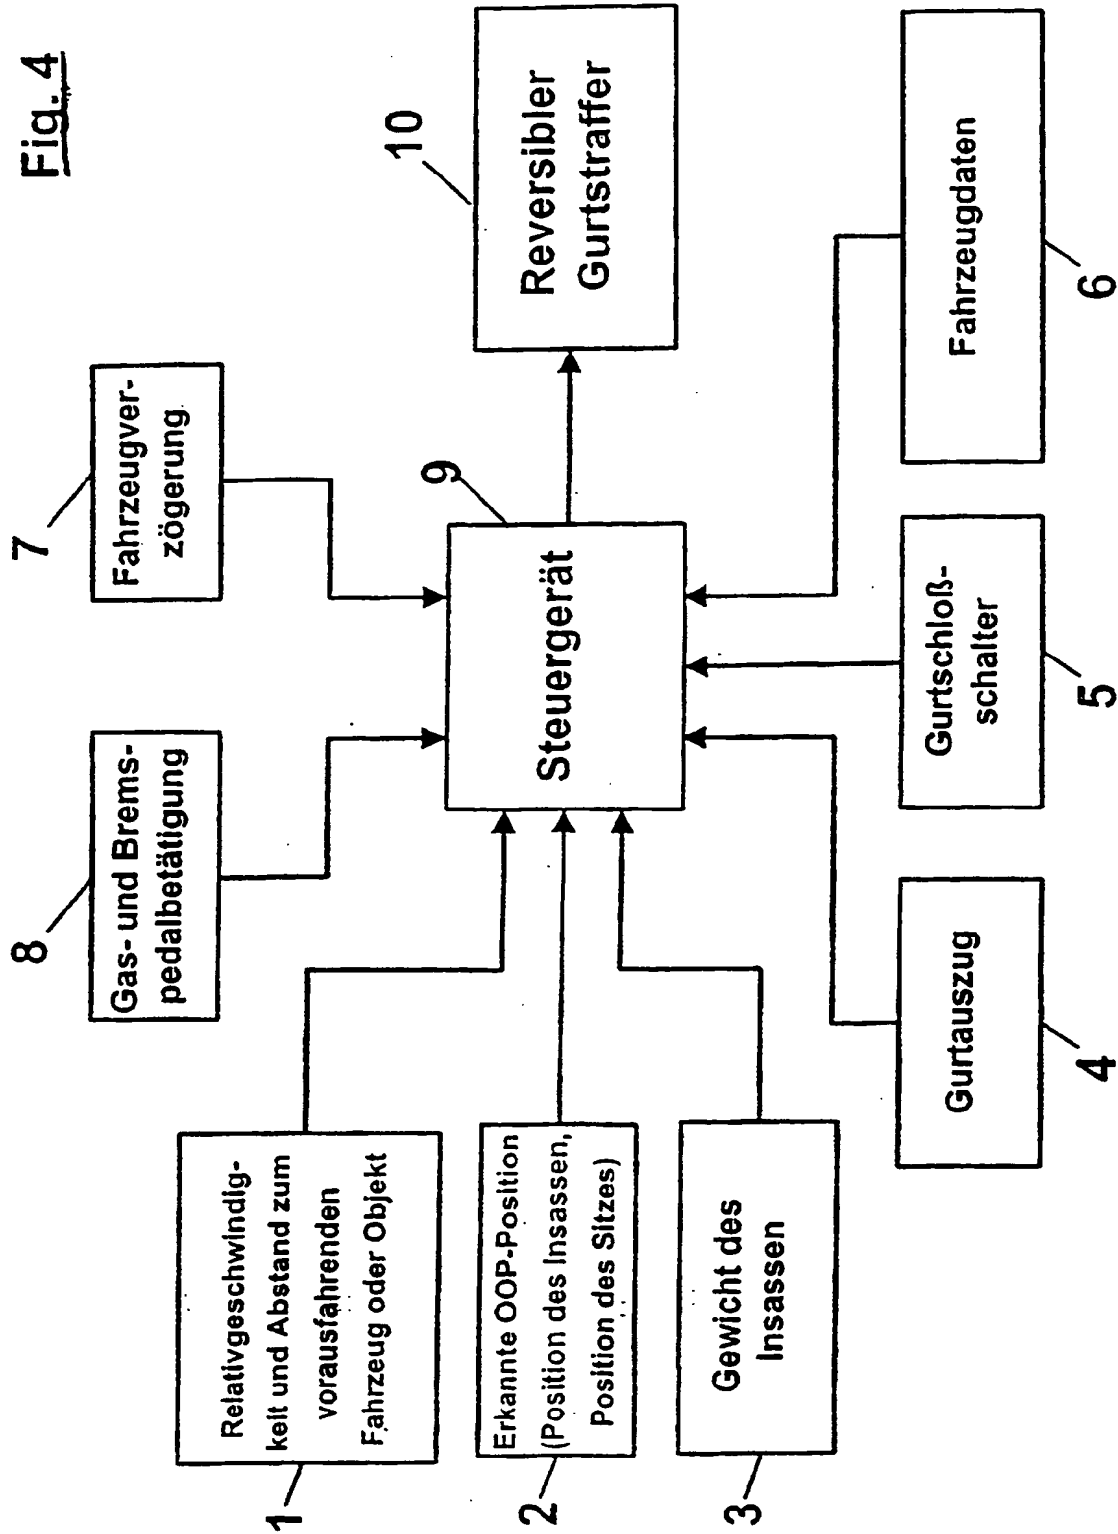 Fig. 4
7
Fahrzeugver-
zögerung
8
Gas- und Brems-
pedalbetätigung
10
Reversibler
Gurtstraffer
9
Steuergerät
1
Relativgeschwindig-
keit und Abstand zum
vorausfahrenden
Fahrzeug oder Objekt
2
Erkannte OOP-Position
(Position des Insassen,
Position des Sitzes)
3
Gewicht des
Insassen
4
Gurtauszug
5
Gurtschloß-
schalter
6
Fahrzeugdaten